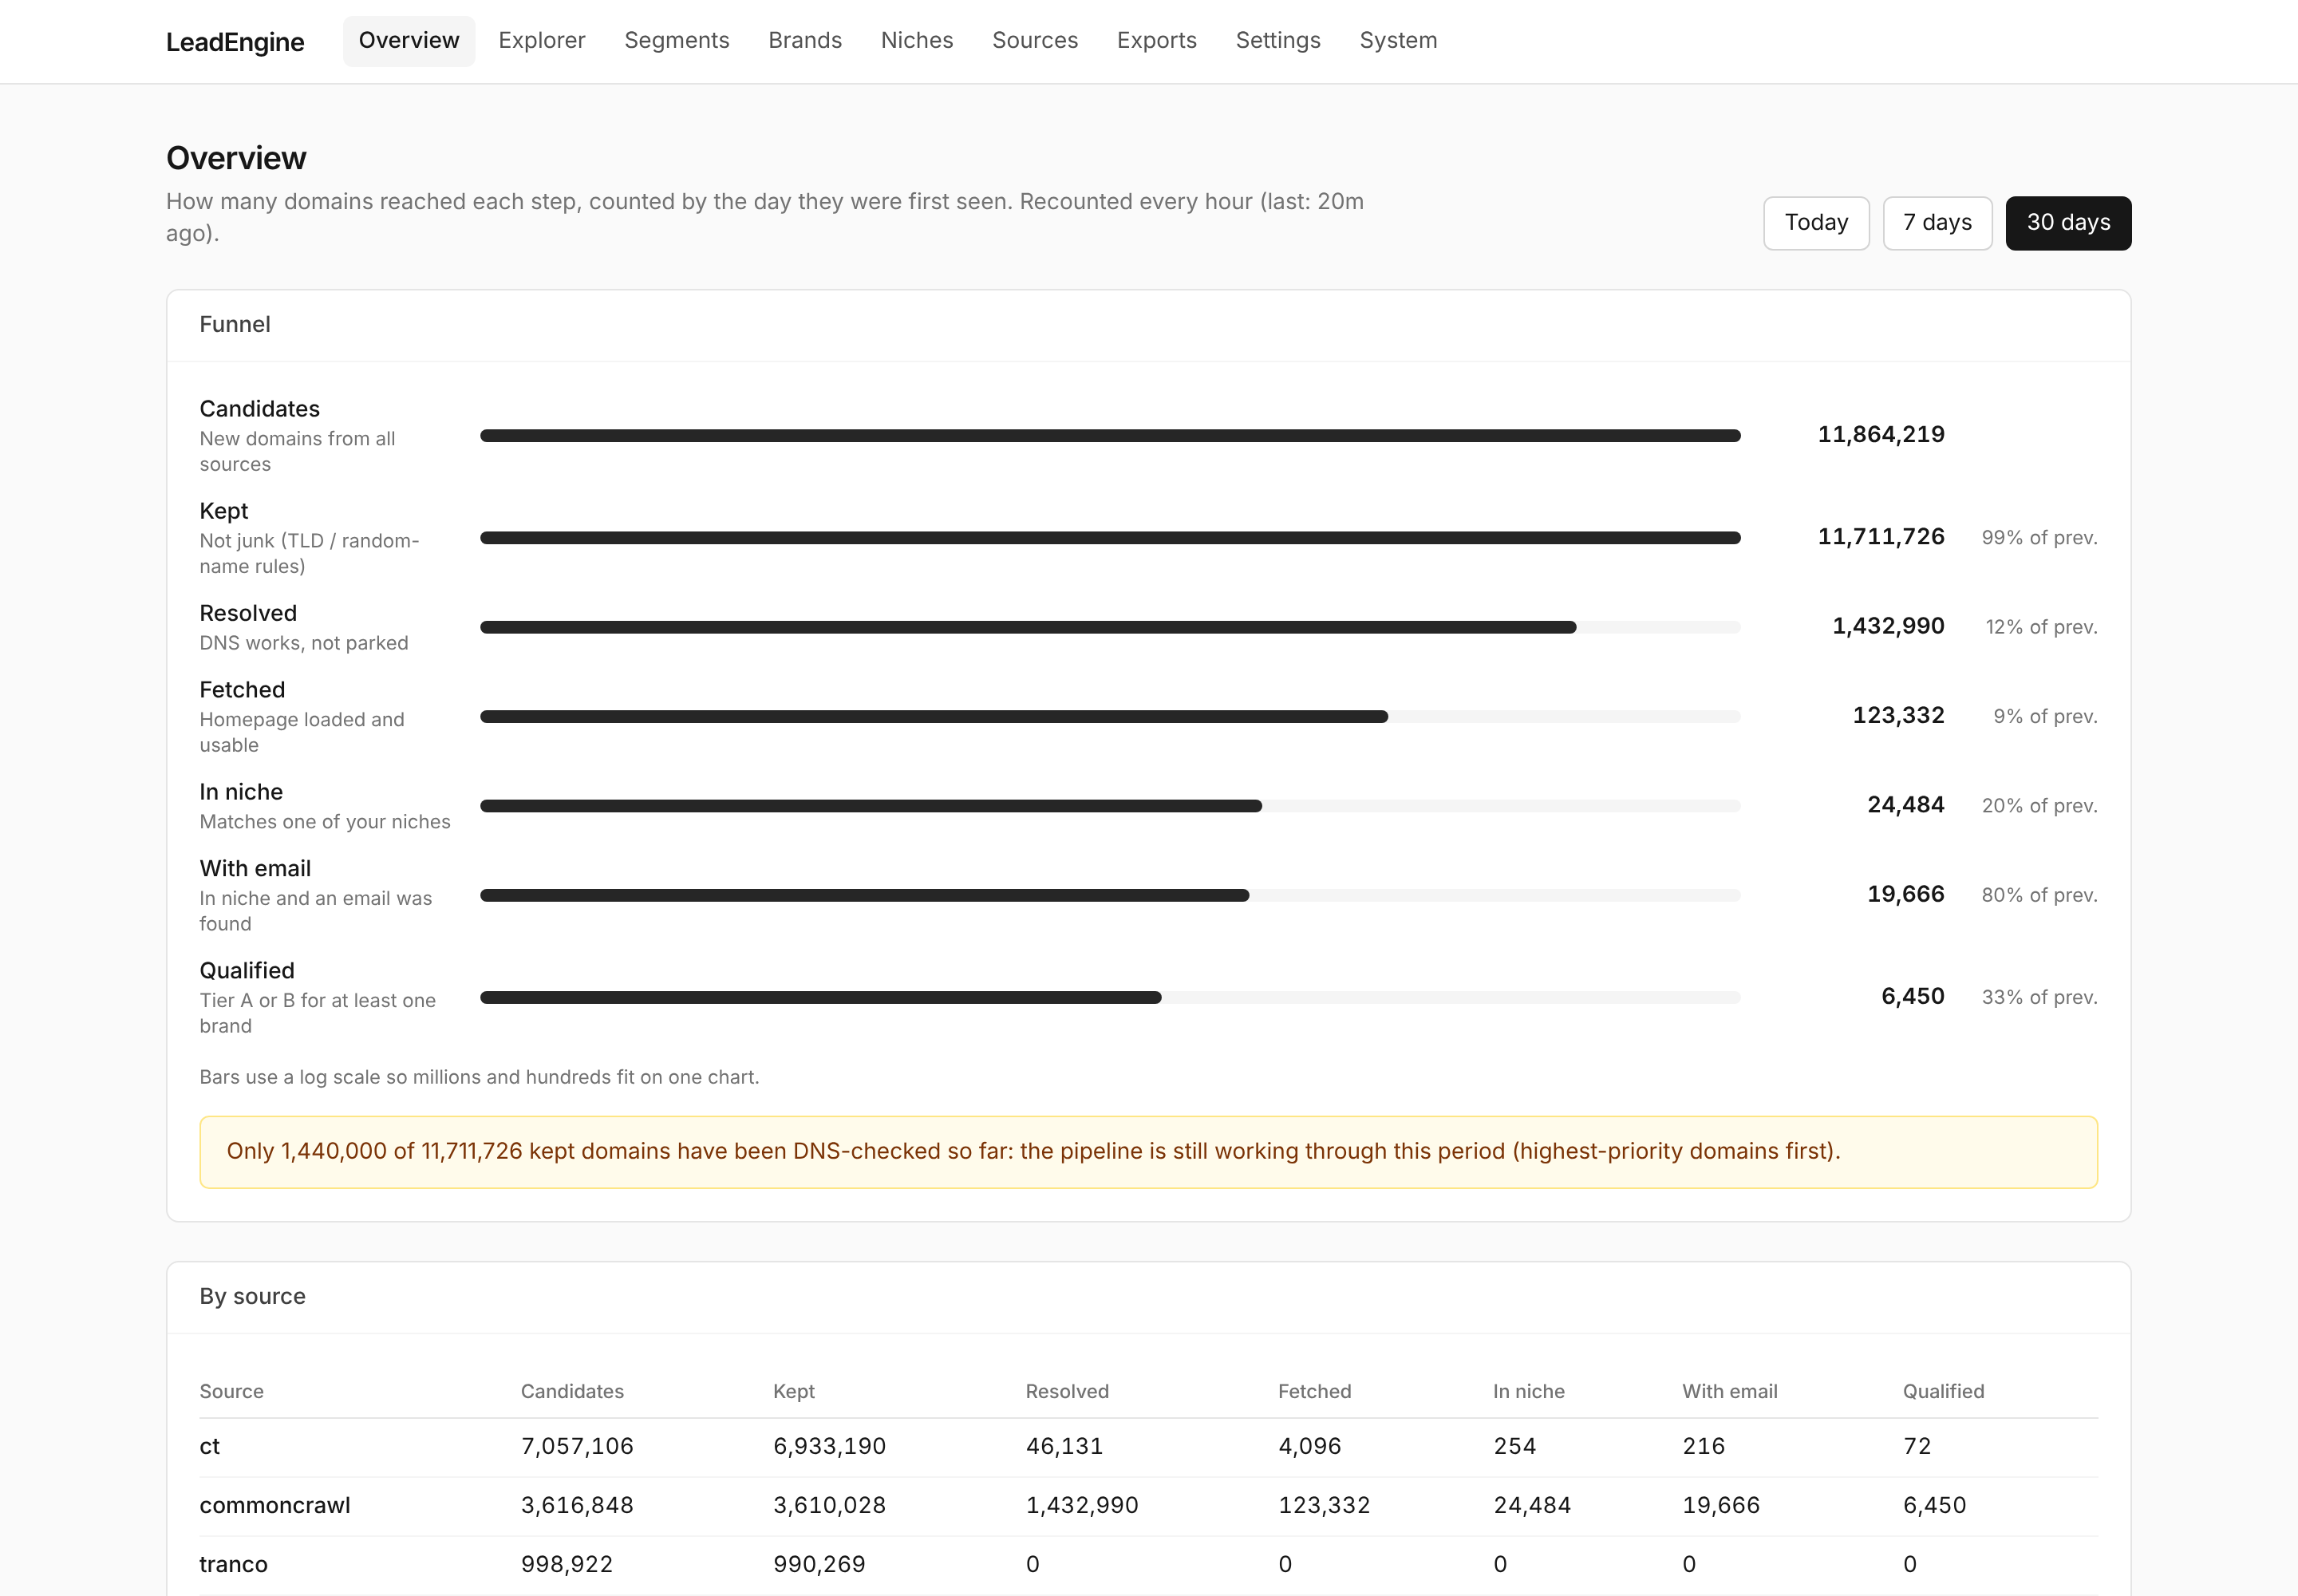 LeadEngine Overview Explorer Segments Brands Niches Sources Exports Settings System
Overview
How many domains reached each step, counted by the day they were first seen. Recounted every hour (last: 20m
ago).
Today 7 days 30 days
Funnel
Candidates
New domains from all
sources
11,864,219
Kept
Not junk (TLD / random-
name rules)
11,711,726 99% of prev.
Resolved
DNS works, not parked
1,432,990 12% of prev.
Fetched
Homepage loaded and
usable
123,332 9% of prev.
In niche
Matches one of your niches
24,484 20% of prev.
With email
In niche and an email was
found
19,666 80% of prev.
Qualified
Tier A or B for at least one
brand
6,450 33% of prev.
Bars use a log scale so millions and hundreds fit on one chart.
Only 1,440,000 of 11,711,726 kept domains have been DNS-checked so far: the pipeline is still working through this period (highest-priority domains first).
By source
Source Candidates Kept Resolved Fetched In niche With email Qualified
ct 7,057,106 6,933,190 46,131 4,096 254 216 72
commoncrawl 3,616,848 3,610,028 1,432,990 123,332 24,484 19,666 6,450
tranco 998,922 990,269 0 0 0 0 0